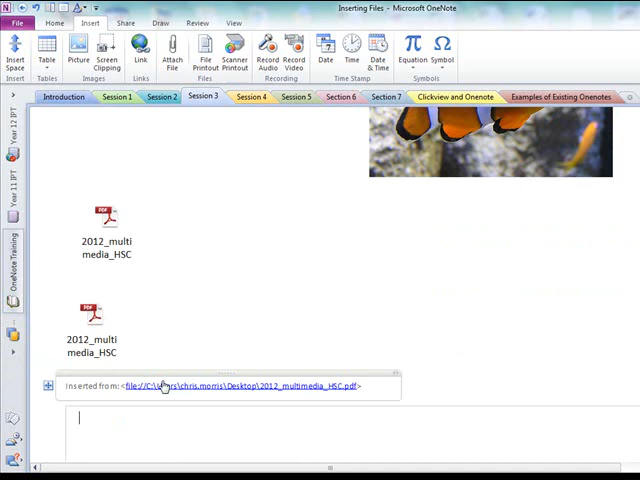 Inserting Files - Microsoft OneNote
File Home Insert Share Draw Review View
Insert Space Table Picture Screen Clipping Link Attach File File Printout Scanner Printout Record Audio Record Video Date Time Date & Time Equation Symbol
Insert Tables Images Links Files Recording Time Stamp Symbols
Introduction Session 1 Session 2 Session 3 Session 4 Session 5 Section 6 Section 7 Clickview and Onenote Examples of Existing Onenotes
Year 12 IPT
Year 11 IPT
OneNote Training
PDF
2012_multi
media_HSC
PDF
2012_multi
media_HSC
Inserted from: <file://C:\Users\chris.morris\Desktop\2012_multimedia_HSC.pdf>